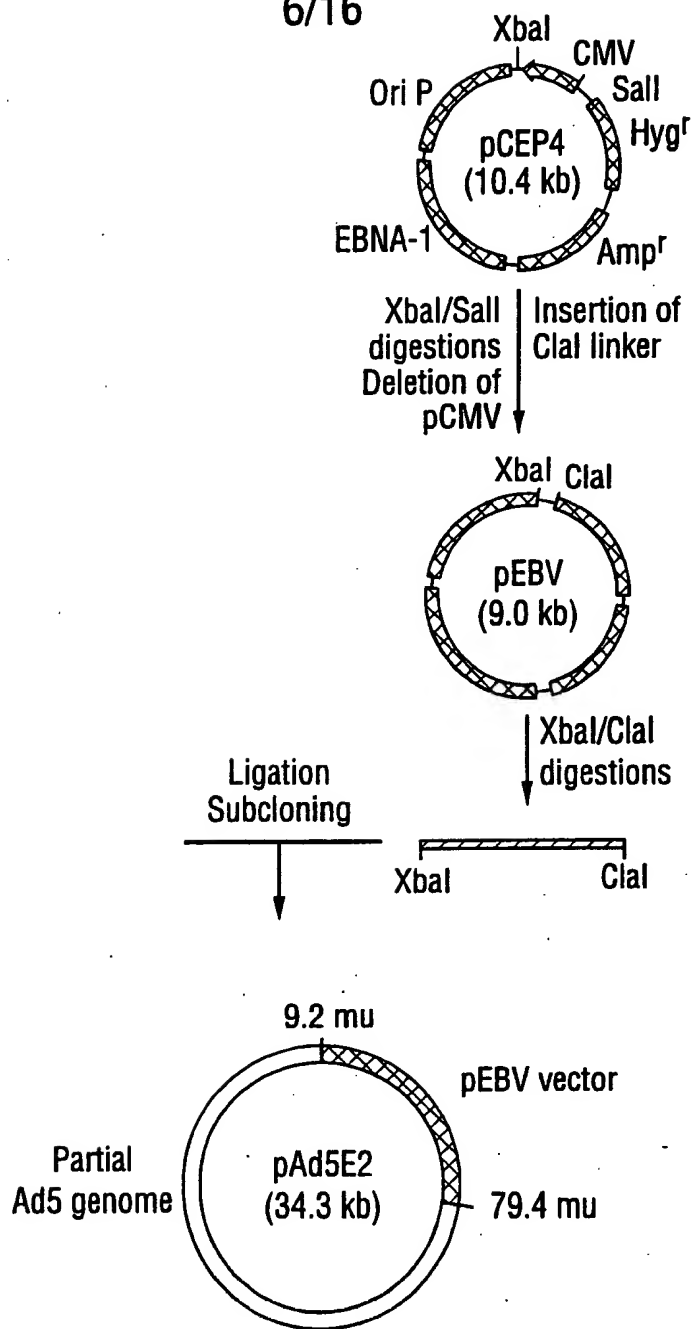 6/16
XbaI
CMV
SalI
Ori P
Hygʳ
pCEP4
(10.4 kb)
EBNA-1
Ampʳ
XbaI/SalI
digestions
Deletion of
pCMV
Insertion of
ClaI linker
XbaI
ClaI
pEBV
(9.0 kb)
XbaI/ClaI
digestions
Ligation
Subcloning
XbaI
ClaI
9.2 mu
pEBV vector
Partial
Ad5 genome
pAd5E2
(34.3 kb)
79.4 mu